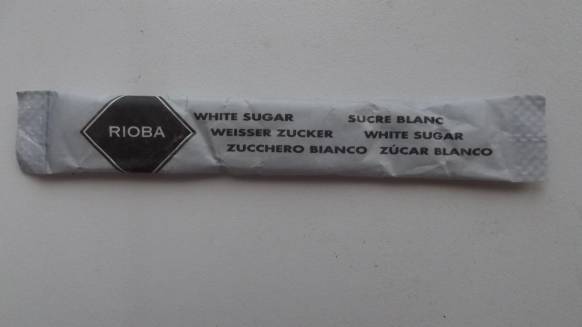 RIOBA
WHITE SUGAR SUCRE BLANC
WEISSER ZUCKER WHITE SUGAR
ZUCCHERO BIANCO ZÚCAR BLANCO